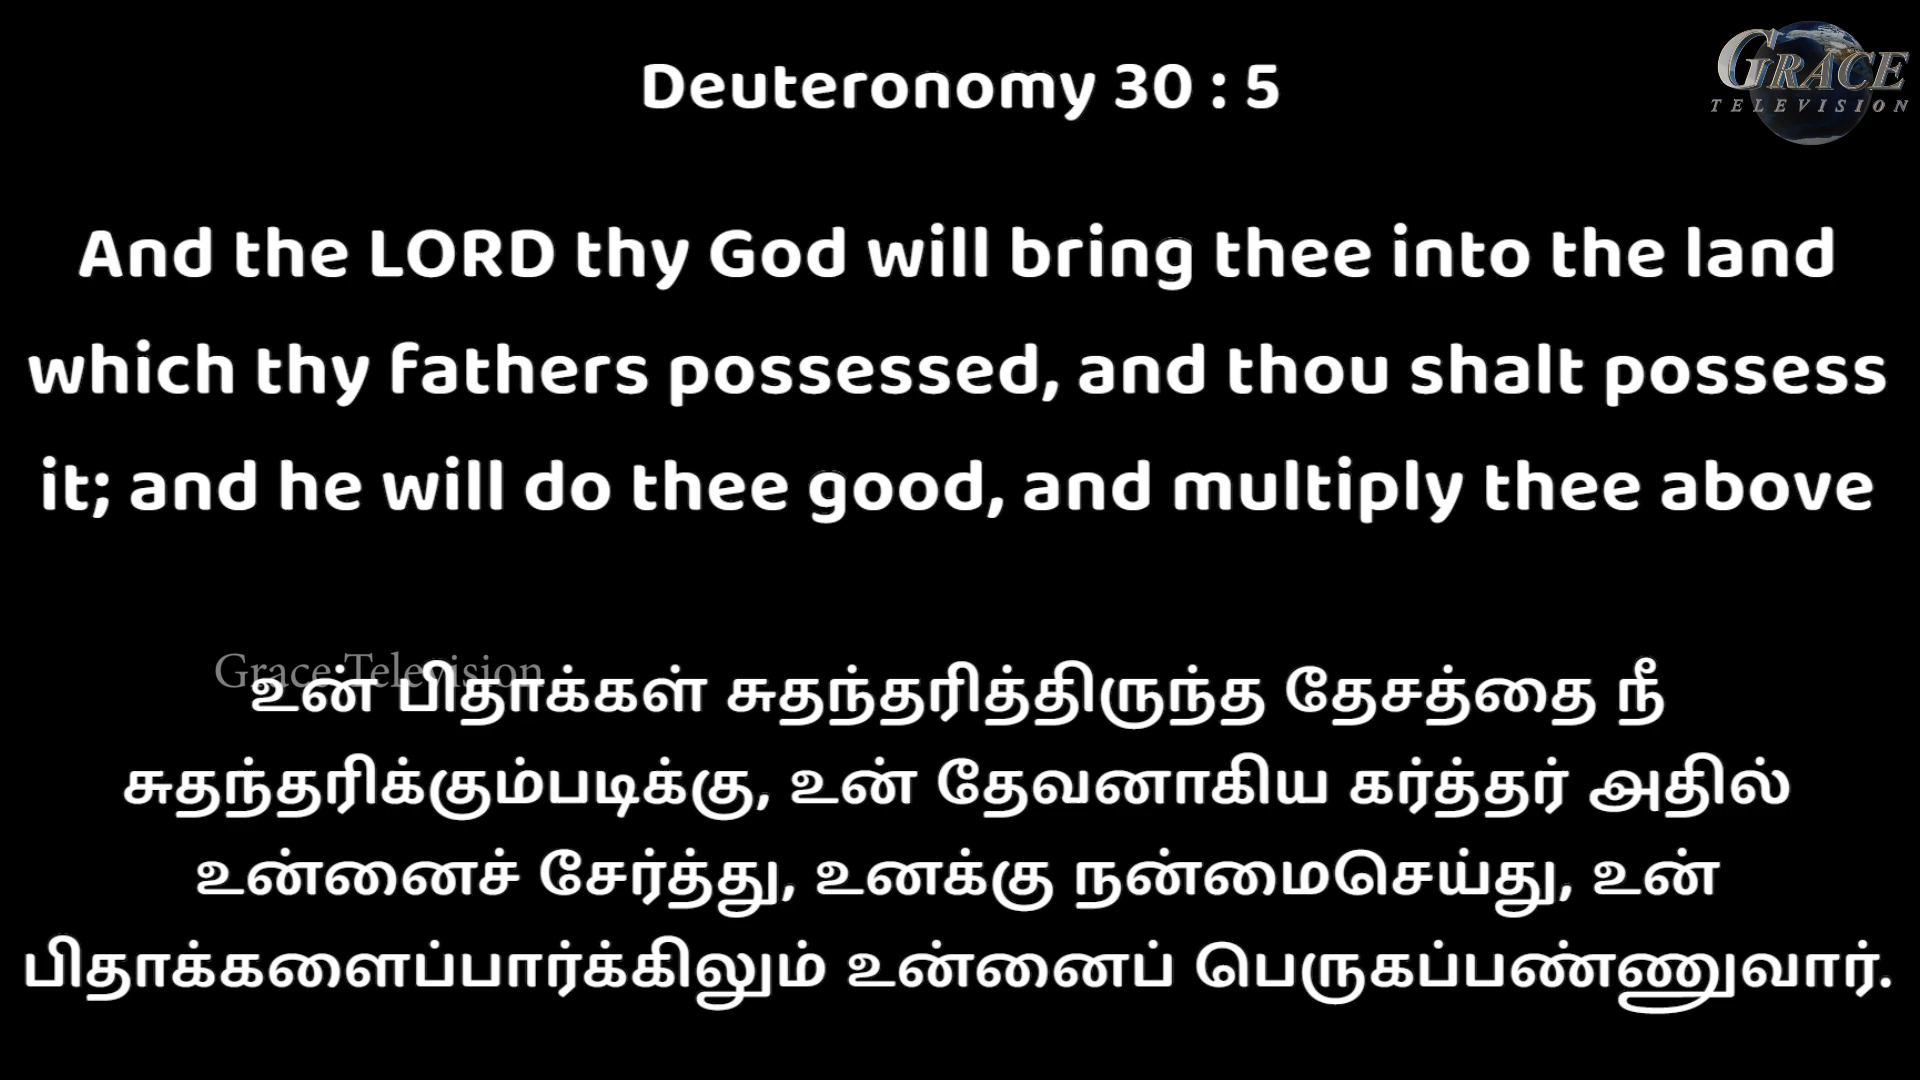 GRACE
TELEVISION
Deuteronomy 30 : 5
And the LORD thy God will bring thee into the land
which thy fathers possessed, and thou shalt possess
it; and he will do thee good, and multiply thee above
Grace Television
உன் பிதாக்கள் சுதந்தரித்திருந்த தேசத்தை நீ
சுதந்தரிக்கும்படிக்கு, உன் தேவனாகிய கர்த்தர் அதில்
உன்னைச் சேர்த்து, உனக்கு நன்மைசெய்து, உன்
பிதாக்களைப்பார்க்கிலும் உன்னைப் பெருகப்பண்ணுவார்.